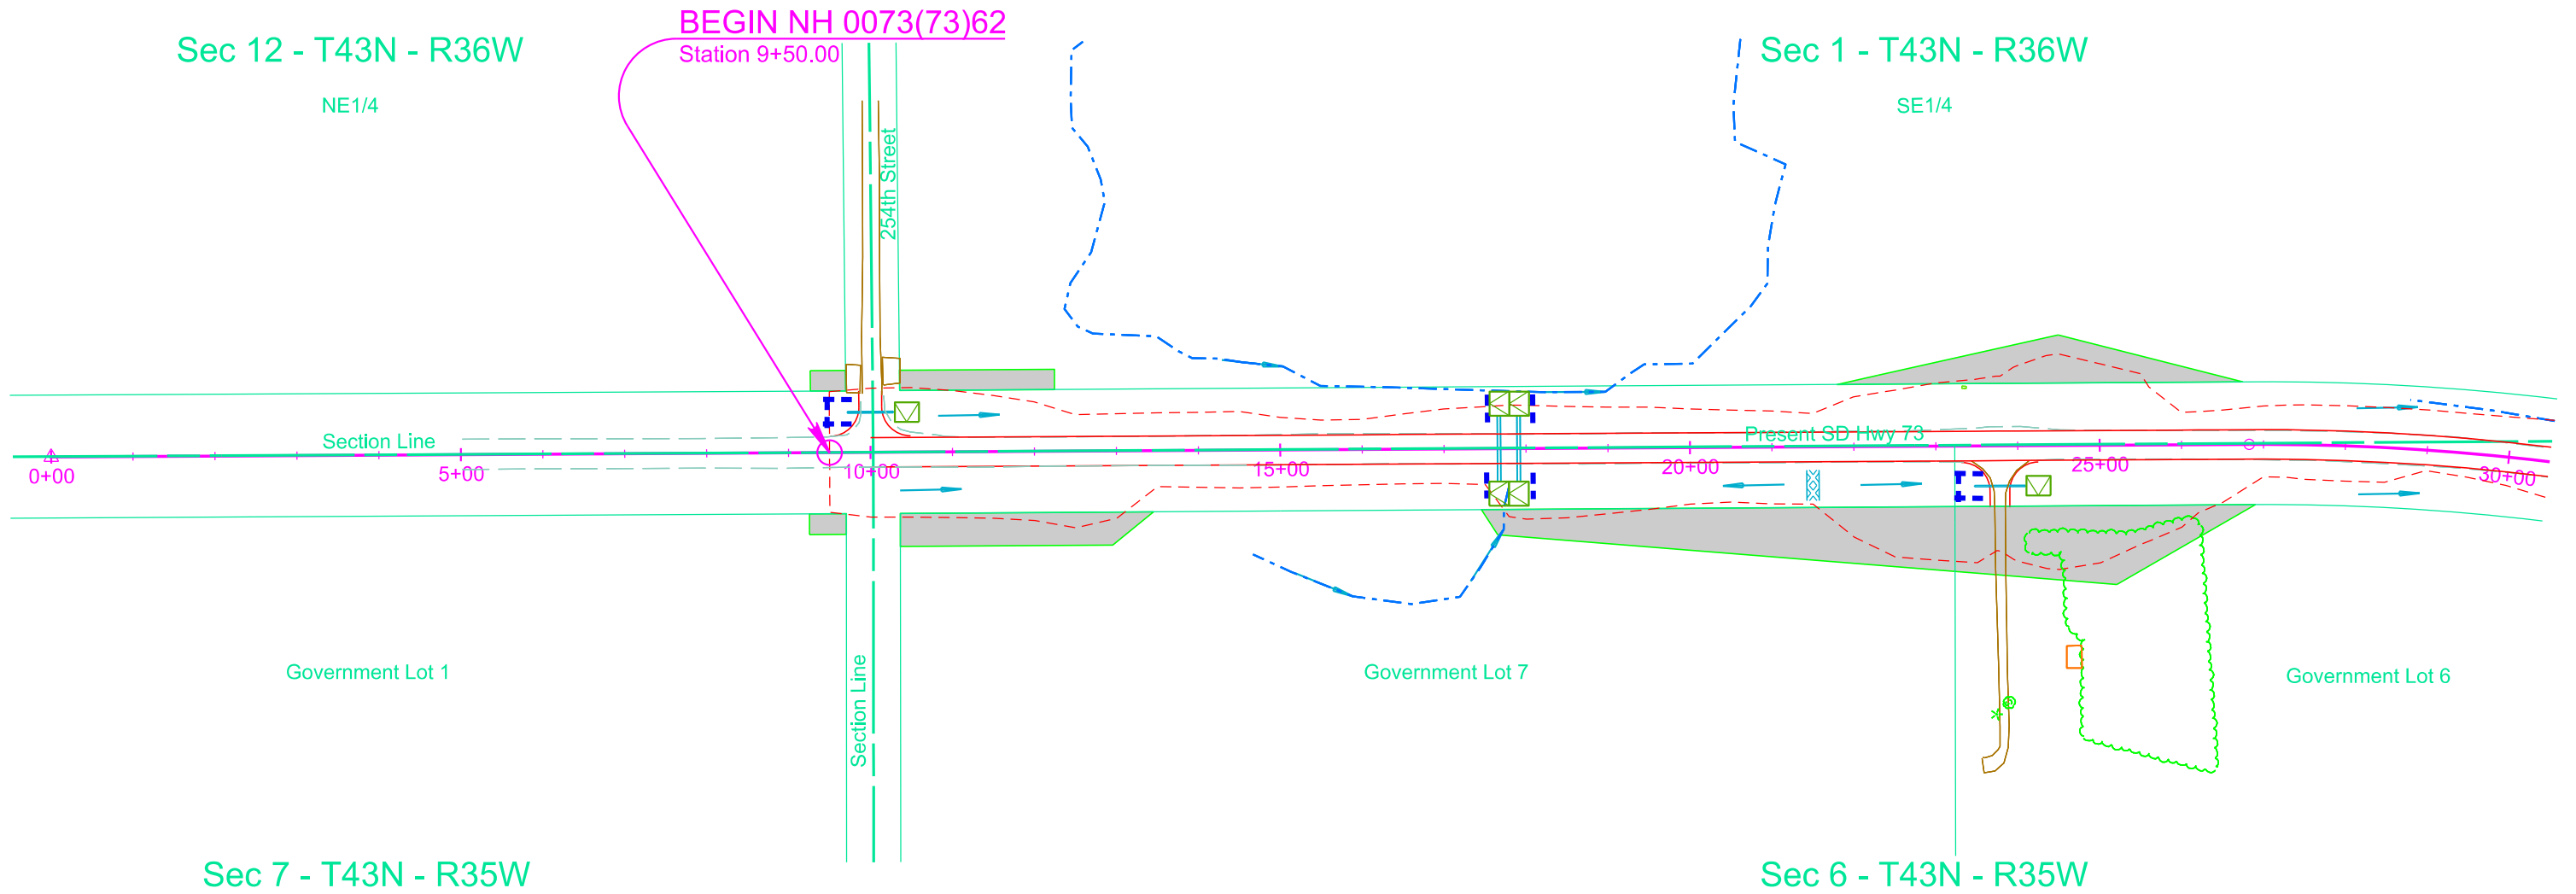 BEGIN NH 0073(73)62
Station 9+50.00
Sec 12 - T43N - R36W
Sec 1 - T43N - R36W
NE1/4
SE1/4
254th Street
Section Line
Present SD Hwy 73
0+00
5+00
10+00
15+00
20+00
25+00
30+00
Government Lot 1
Section Line
Government Lot 7
Government Lot 6
Sec 7 - T43N - R35W
Sec 6 - T43N - R35W